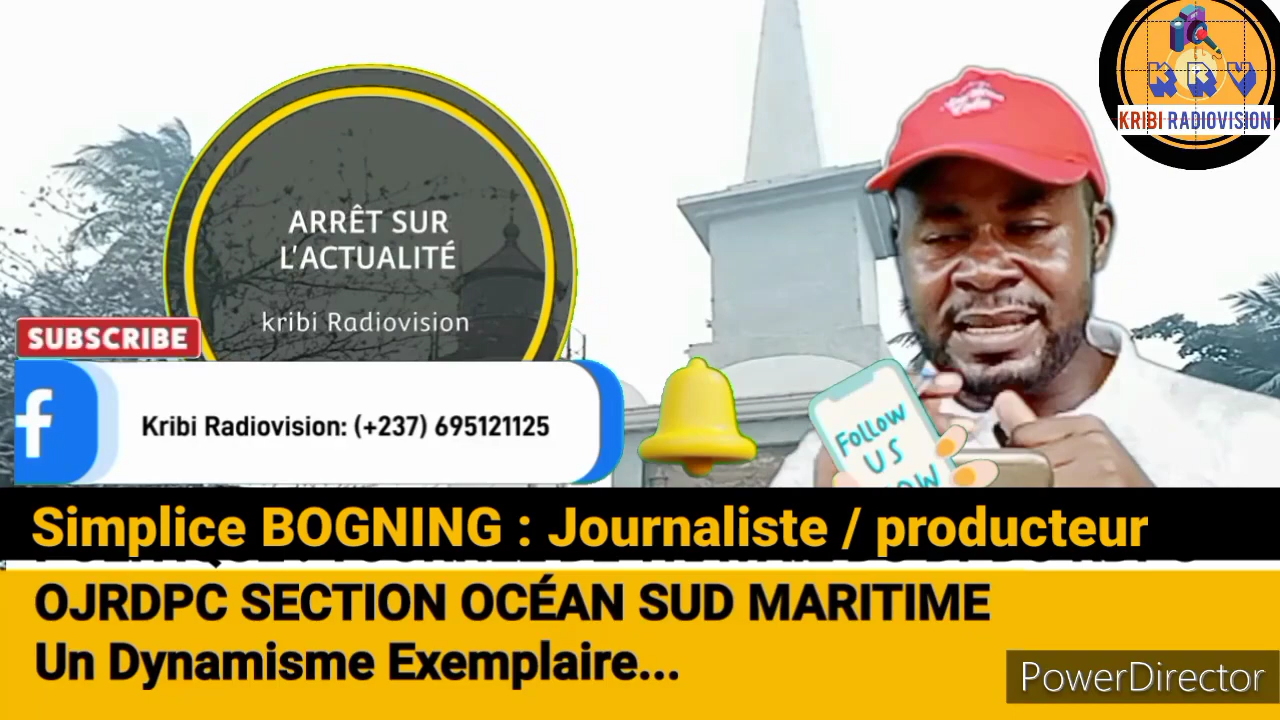 KRV
KRIBI RADIOVISION
ARRÊT SUR
L'ACTUALITÉ
kribi Radiovision
SUBSCRIBE
f
Kribi Radiovision: (+237) 695121125
FOLLOW
US
Simplice BOGNING : Journaliste / producteur
OJRDPC SECTION OCÉAN SUD MARITIME
Un Dynamisme Exemplaire...
PowerDirector